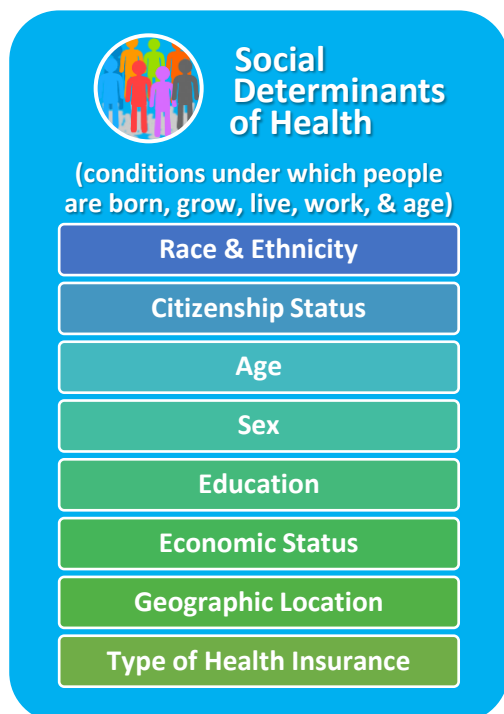 Social
Determinants
of Health
(conditions under which people
are born, grow, live, work, & age)
Race & Ethnicity
Citizenship Status
Age
Sex
Education
Economic Status
Geographic Location
Type of Health Insurance